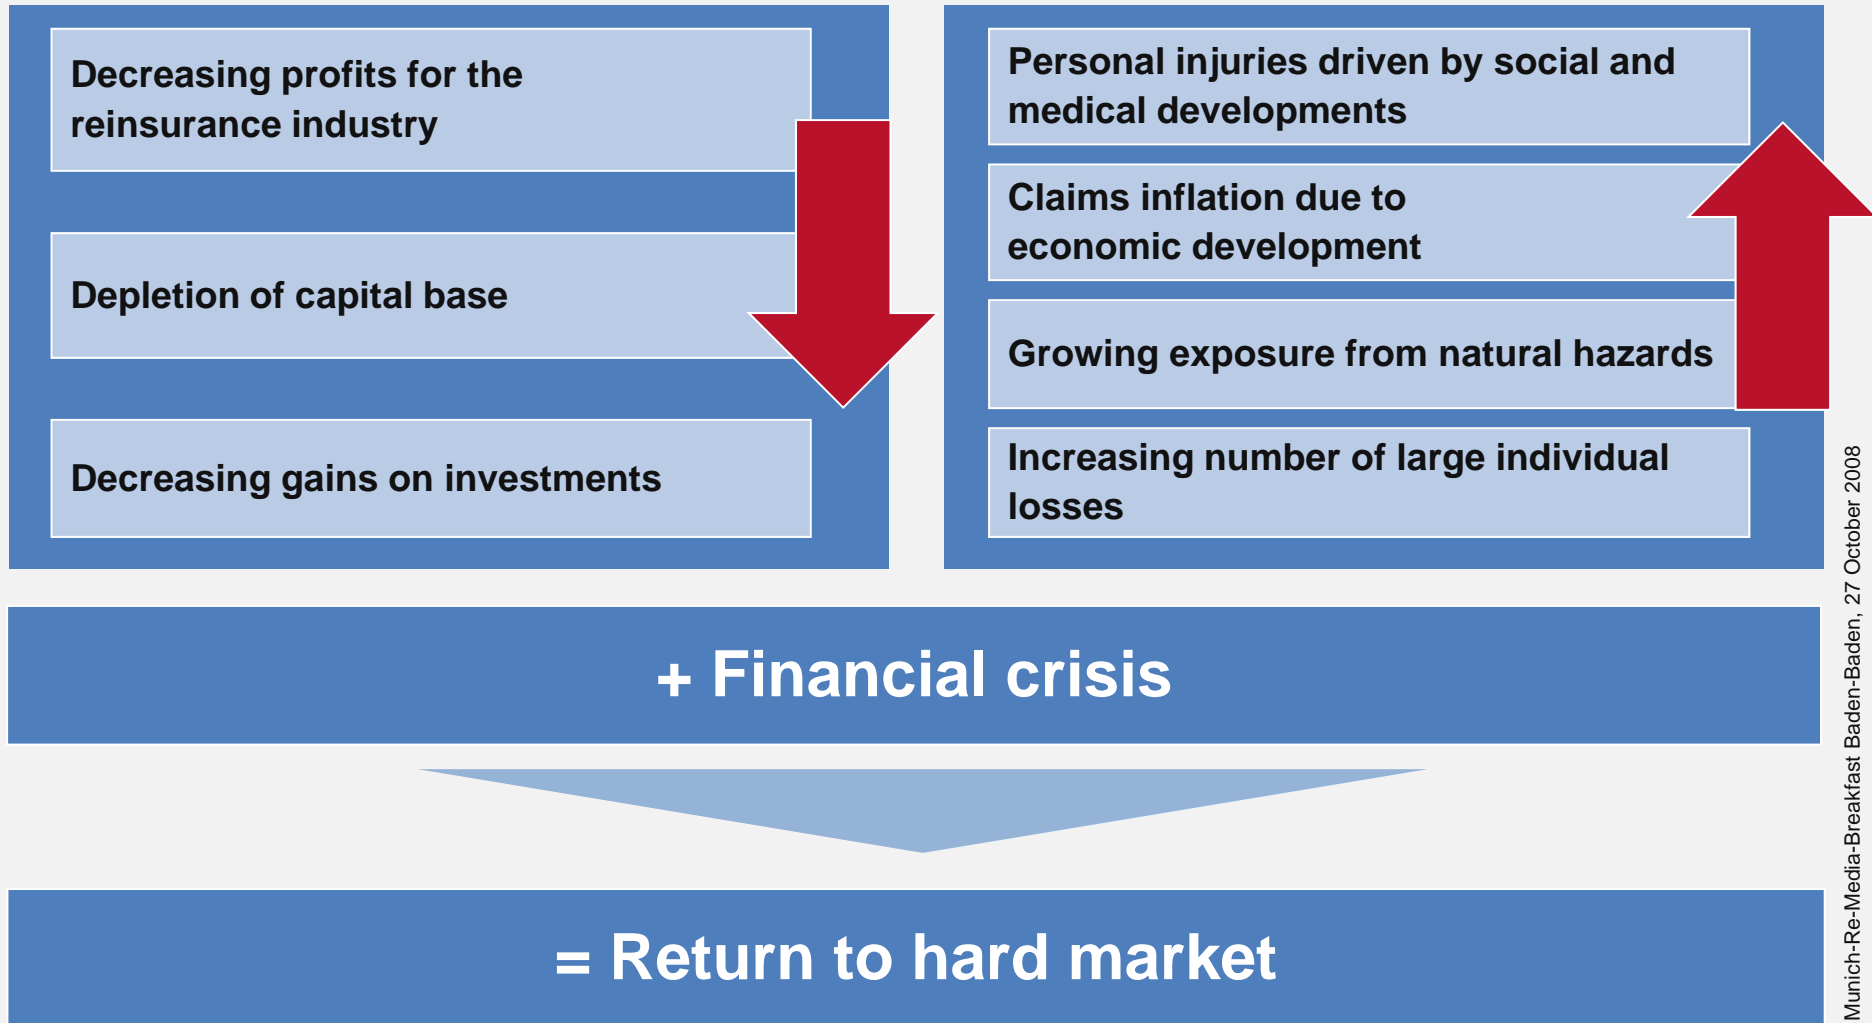 Decreasing profits for the
reinsurance industry
Depletion of capital base
Decreasing gains on investments
Personal injuries driven by social and
medical developments
Claims inflation due to
economic development
Growing exposure from natural hazards
Increasing number of large individual
losses
+ Financial crisis
= Return to hard market
Munich-Re-Media-Breakfast Baden-Baden, 27 October 2008